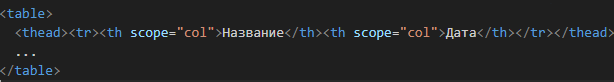 <table>
<thead><tr><th scope="col">Название</th><th scope="col">Дата</th></tr></thead>
...
</table>